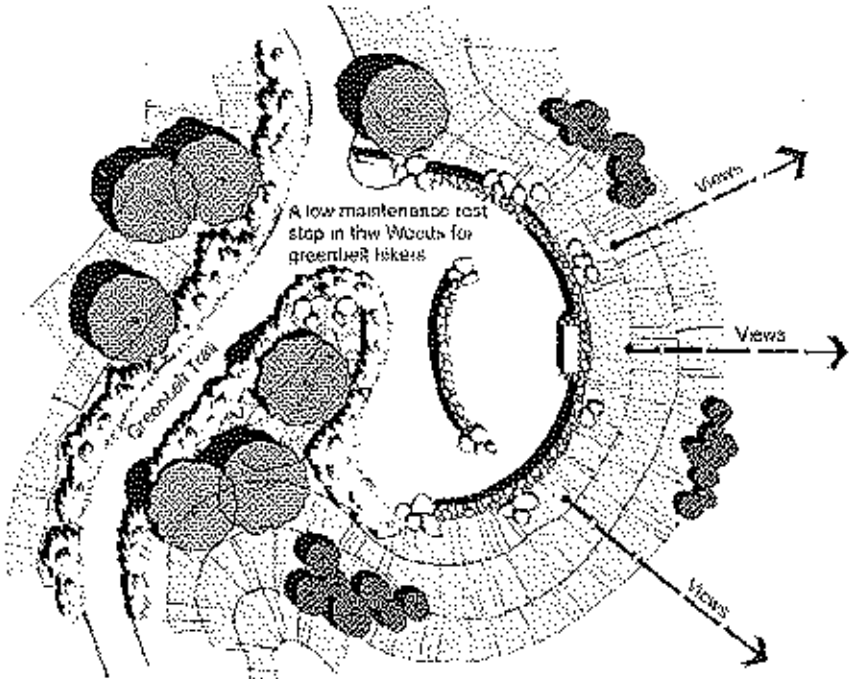 A low maintenance rest
stop in the Woods for
greenbelt hikers
Greenbelt Trail
Views
Views
Views